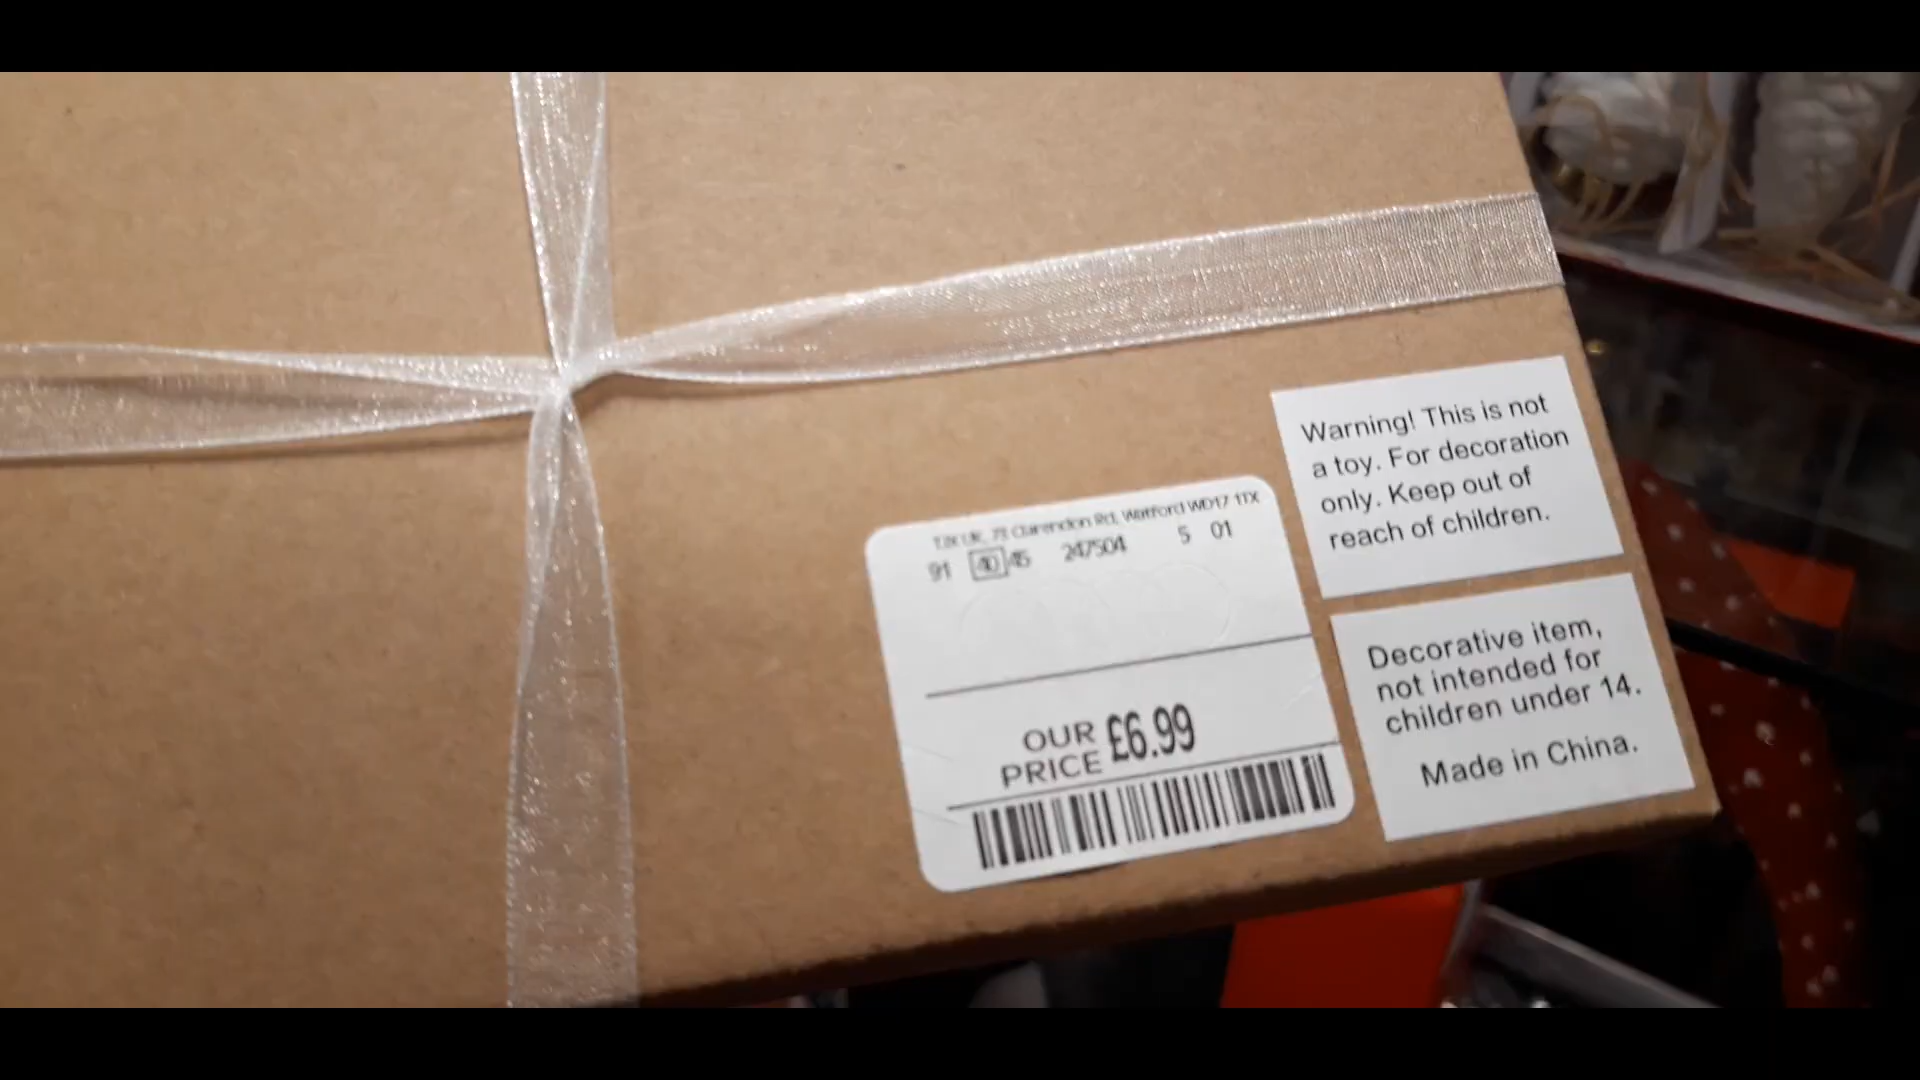 TJX UK, 73 Clarendon Rd, Watford WD17 1TX
91 40/45 247504 5 01
OUR PRICE £6.99
Warning! This is not
a toy. For decoration
only. Keep out of
reach of children.
Decorative item,
not intended for
children under 14.
Made in China.